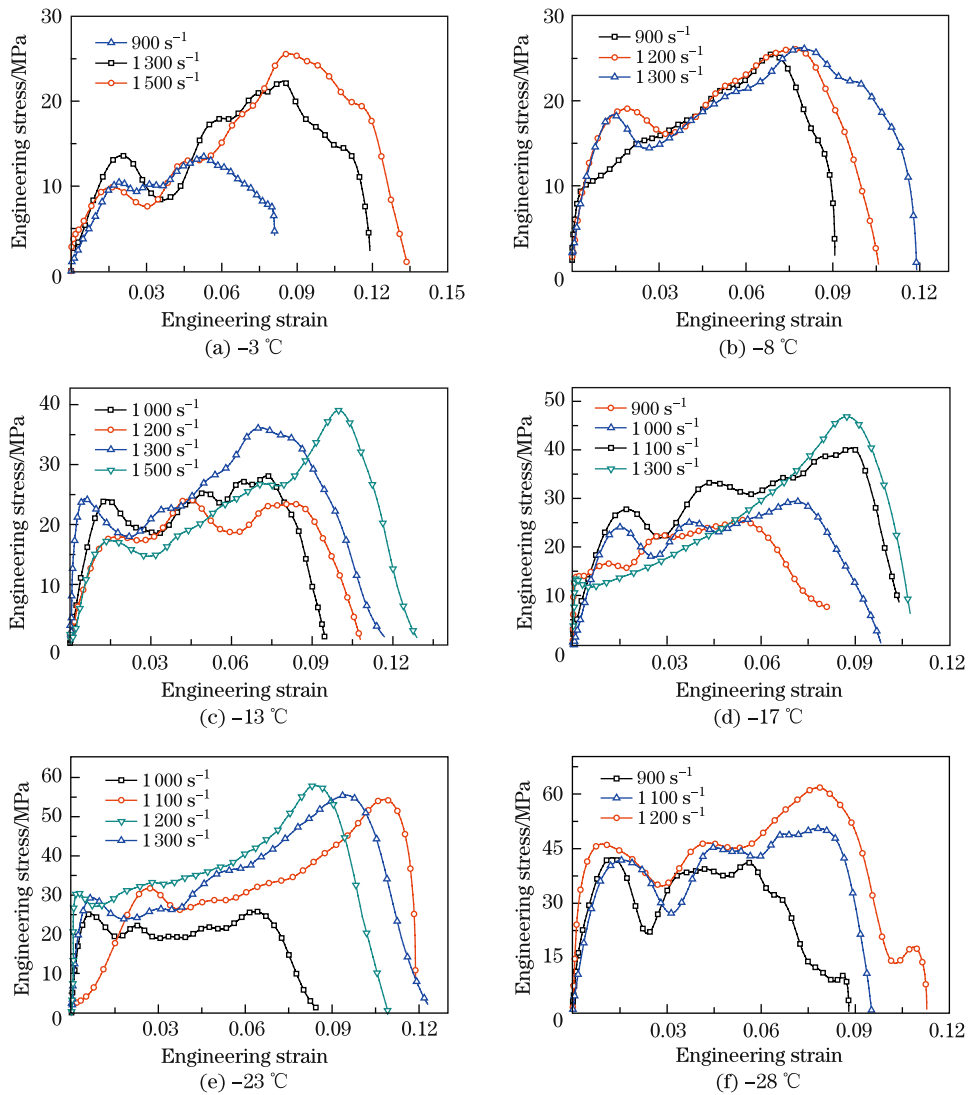 30
20
10
0
Engineering stress/MPa
900 s⁻¹
1 300 s⁻¹
1 500 s⁻¹
0.03 0.06 0.09 0.12 0.15
Engineering strain
(a) –3 ℃
30
20
10
0
Engineering stress/MPa
900 s⁻¹
1 200 s⁻¹
1 300 s⁻¹
0.03 0.06 0.09 0.12
Engineering strain
(b) –8 ℃
40
30
20
10
0
Engineering stress/MPa
1 000 s⁻¹
1 200 s⁻¹
1 300 s⁻¹
1 500 s⁻¹
0.03 0.06 0.09 0.12
Engineering strain
(c) –13 ℃
50
40
30
20
10
0
Engineering stress/MPa
900 s⁻¹
1 000 s⁻¹
1 100 s⁻¹
1 300 s⁻¹
0.03 0.06 0.09 0.12
Engineering strain
(d) –17 ℃
60
50
40
30
20
10
0
Engineering stress/MPa
1 000 s⁻¹
1 100 s⁻¹
1 200 s⁻¹
1 300 s⁻¹
0.03 0.06 0.09 0.12
Engineering strain
(e) –23 ℃
60
45
30
15
0
Engineering stress/MPa
900 s⁻¹
1 100 s⁻¹
1 200 s⁻¹
0.03 0.06 0.09 0.12
Engineering strain
(f) –28 ℃